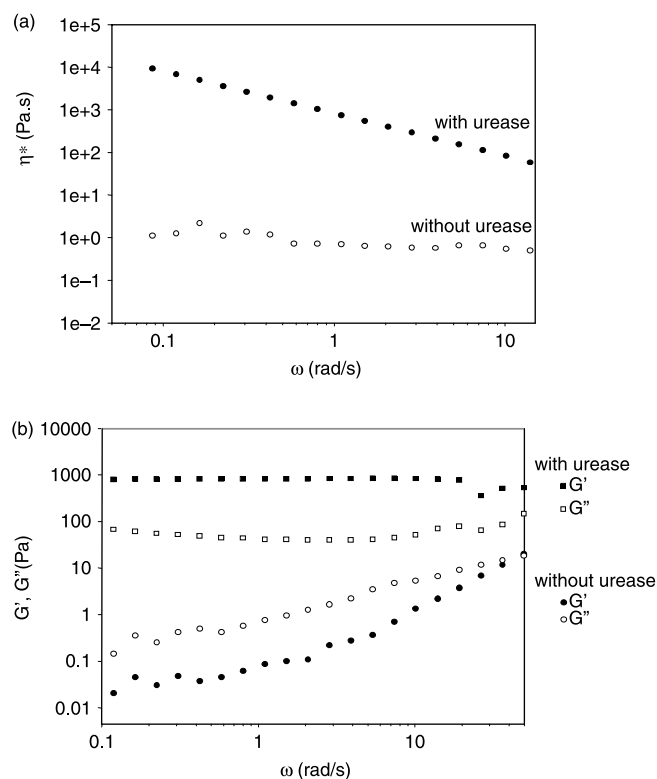 (a)
1e+5
1e+4
1e+3
1e+2
1e+1
1e+0
1e−1
1e−2
η* (Pa.s)
with urease
without urease
0.1 1 10
ω (rad/s)
(b)
10000
1000
100
10
1
0.1
0.01
G′, G″(Pa)
with urease
G′
G″
without urease
G′
G″
0.1 1 10
ω (rad/s)